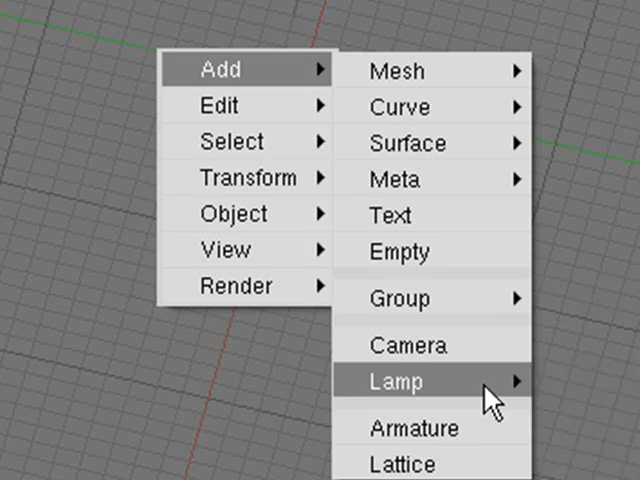 Add
Edit
Select
Transform
Object
View
Render
Mesh
Curve
Surface
Meta
Text
Empty
Group
Camera
Lamp
Armature
Lattice